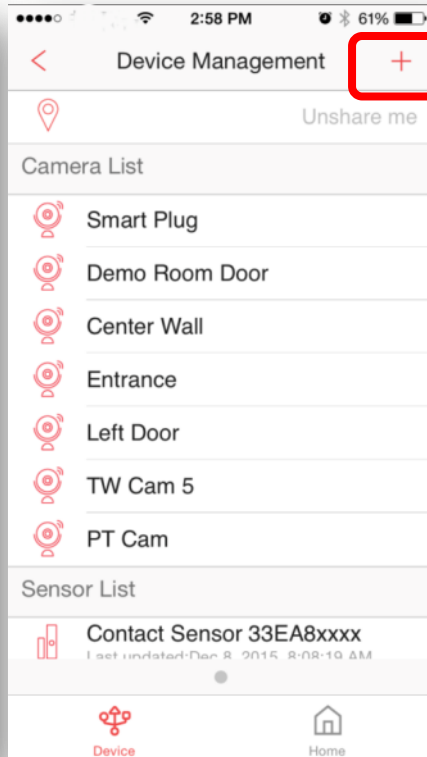 2:58 PM 61%
Device Management +
Unshare me
Camera List
Smart Plug
Demo Room Door
Center Wall
Entrance
Left Door
TW Cam 5
PT Cam
Sensor List
Contact Sensor 33EA8xxxx
Last updated:Dec 8, 2015, 8:08:19 AM
Device Home